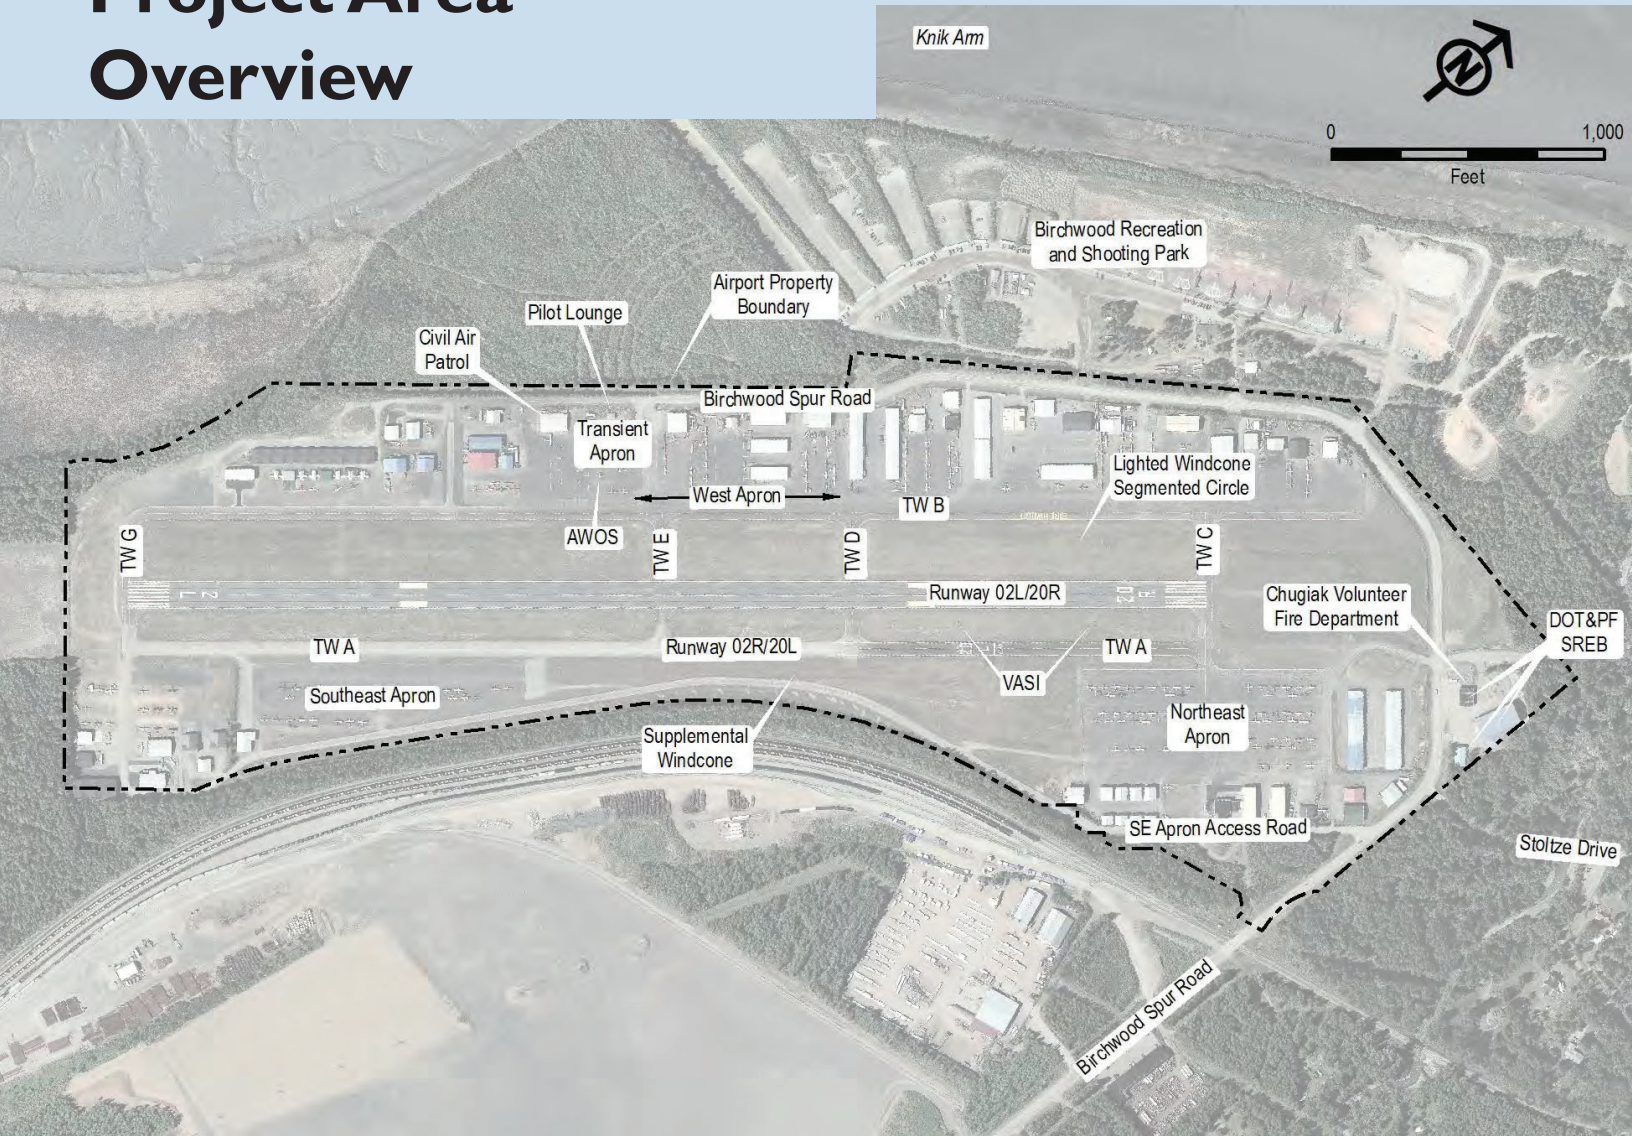 Project Area
Overview
Knik Arm
N
0 1,000
Feet
Birchwood Recreation
and Shooting Park
Airport Property
Boundary
Pilot Lounge
Civil Air
Patrol
Birchwood Spur Road
Transient
Apron
Lighted Windcone
Segmented Circle
West Apron
TW B
AWOS
TW G
TW E
TW D
TW C
Runway 02L/20R
Chugiak Volunteer
Fire Department
DOT&PF
SREB
TW A
Runway 02R/20L
TW A
VASI
Southeast Apron
Northeast
Apron
Supplemental
Windcone
SE Apron Access Road
Stoltze Drive
Birchwood Spur Road